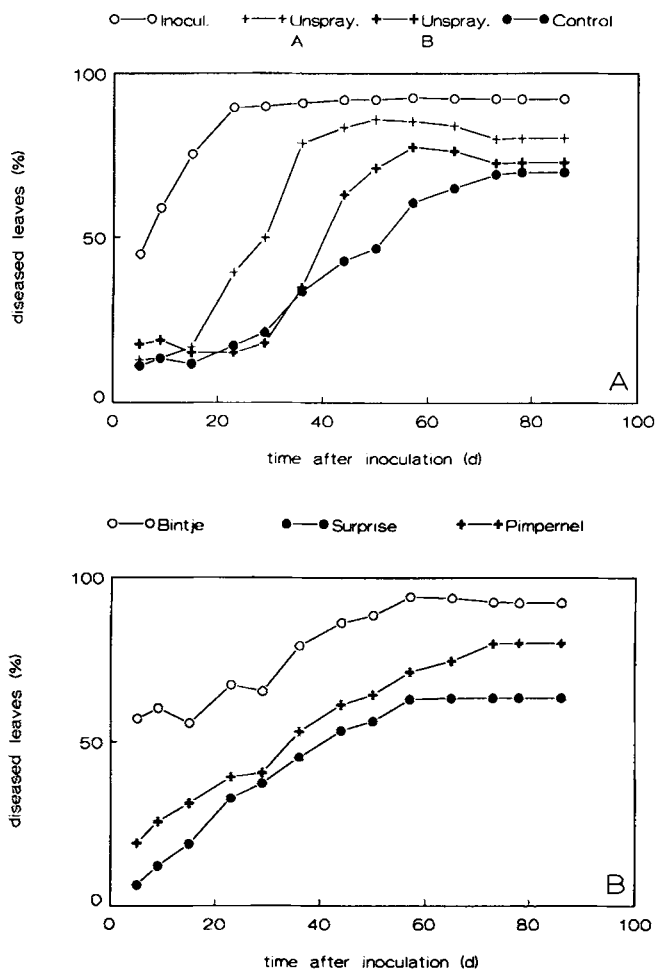 Inocul. Unspray. Unspray. Control
A B
100
50
0
diseased leaves (%)
A
0 20 40 60 80 100
time after inoculation (d)
Bintje Surprise Pimpernel
100
50
0
diseased leaves (%)
B
0 20 40 60 80 100
time after inoculation (d)